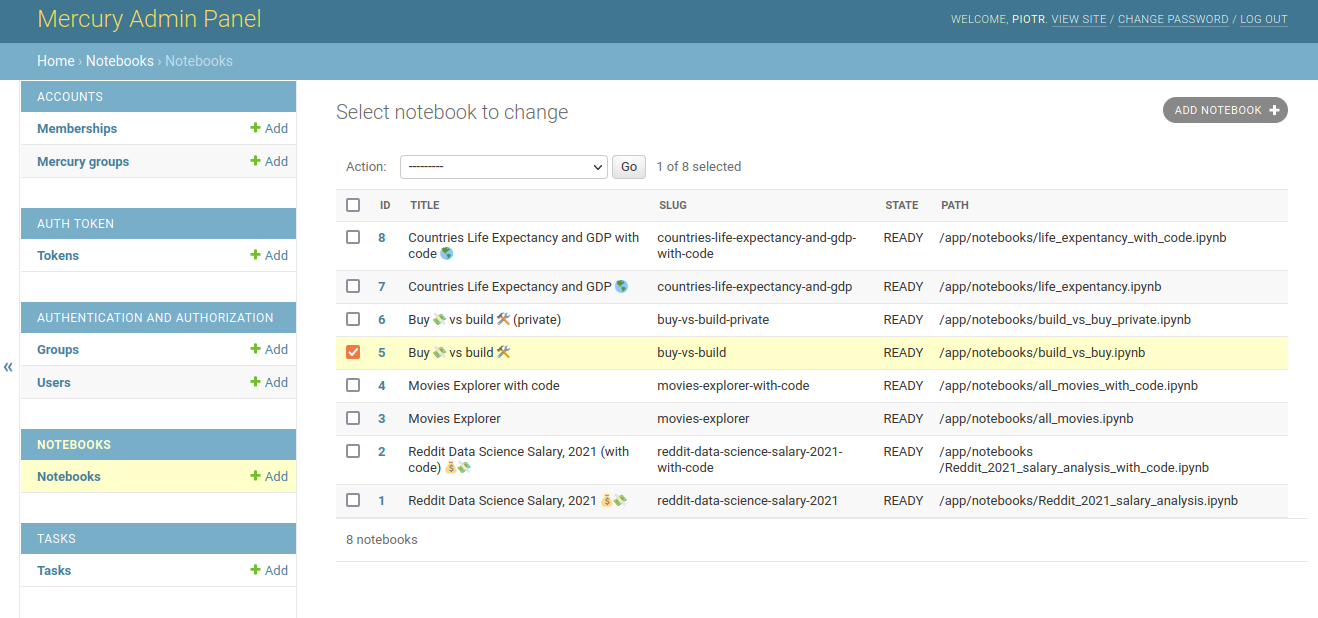 Mercury Admin Panel
WELCOME, PIOTR. VIEW SITE / CHANGE PASSWORD / LOG OUT
Home › Notebooks › Notebooks
ACCOUNTS
Memberships + Add
Mercury groups + Add
AUTH TOKEN
Tokens + Add
AUTHENTICATION AND AUTHORIZATION
Groups + Add
Users + Add
«
NOTEBOOKS
Notebooks + Add
TASKS
Tasks + Add
Select notebook to change
ADD NOTEBOOK +
Action: --------- Go 1 of 8 selected
ID TITLE SLUG STATE PATH
8 Countries Life Expectancy and GDP with countries-life-expectancy-and-gdp- READY /app/notebooks/life_expentancy_with_code.ipynb
code 🌎 with-code
7 Countries Life Expectancy and GDP 🌎 countries-life-expectancy-and-gdp READY /app/notebooks/life_expentancy.ipynb
6 Buy 💸 vs build 🛠️ (private) buy-vs-build-private READY /app/notebooks/build_vs_buy_private.ipynb
5 Buy 💸 vs build 🛠️ buy-vs-build READY /app/notebooks/build_vs_buy.ipynb
4 Movies Explorer with code movies-explorer-with-code READY /app/notebooks/all_movies_with_code.ipynb
3 Movies Explorer movies-explorer READY /app/notebooks/all_movies.ipynb
2 Reddit Data Science Salary, 2021 (with reddit-data-science-salary-2021- READY /app/notebooks
code) 💰💸 with-code /Reddit_2021_salary_analysis_with_code.ipynb
1 Reddit Data Science Salary, 2021 💰💸 reddit-data-science-salary-2021 READY /app/notebooks/Reddit_2021_salary_analysis.ipynb
8 notebooks